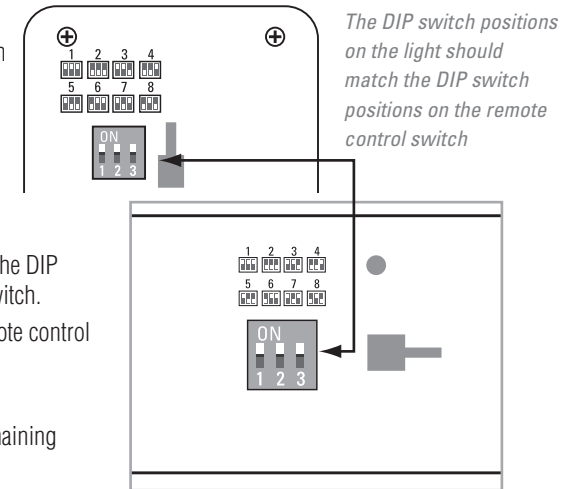 The DIP switch positions
on the light should
match the DIP switch
positions on the remote
control switch
1 2 3 4
5 6 7 8
ON
1 2 3
he DIP
vitch.
ote control
naining
1 2 3 4
5 6 7 8
ON
1 2 3